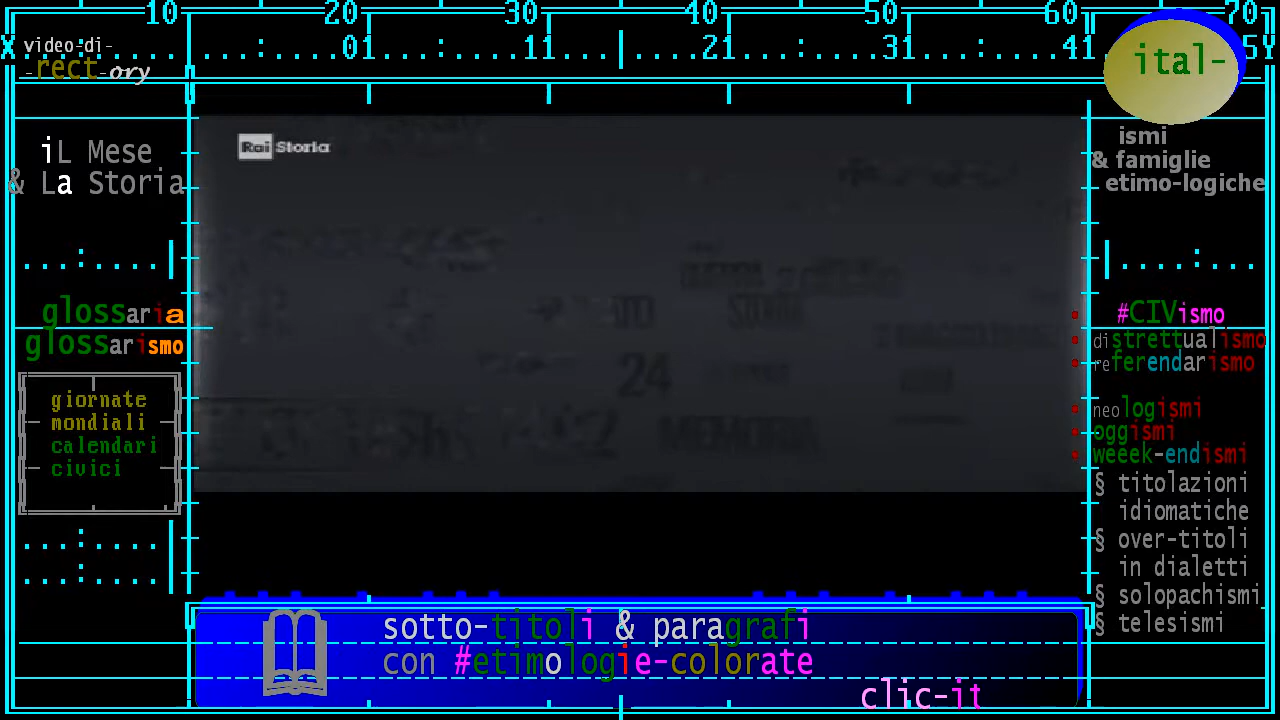 10 20 30 40 50 60 70
X ....:....01....:....11....:....21....:....31....:....41 5Y
video-di-
-rect-ory
ital-
iL Mese
& La Storia
Rai Storia
ismi
& famiglie
etimo-logiche
...:....|
|....:...
glossaria
glossarismo
#CIVismo
distrettualismo
referendarismo
giornate
mondiali
calendari
civici
24
neologismi
oggismi
weeek-endismi
§ titolazioni
idiomatiche
§ over-titoli
in dialetti
§ solopachismi
§ telesismi
...:....|
...:....|
sotto-titoli & paragrafi
con #etimologie-colorate
clic-it